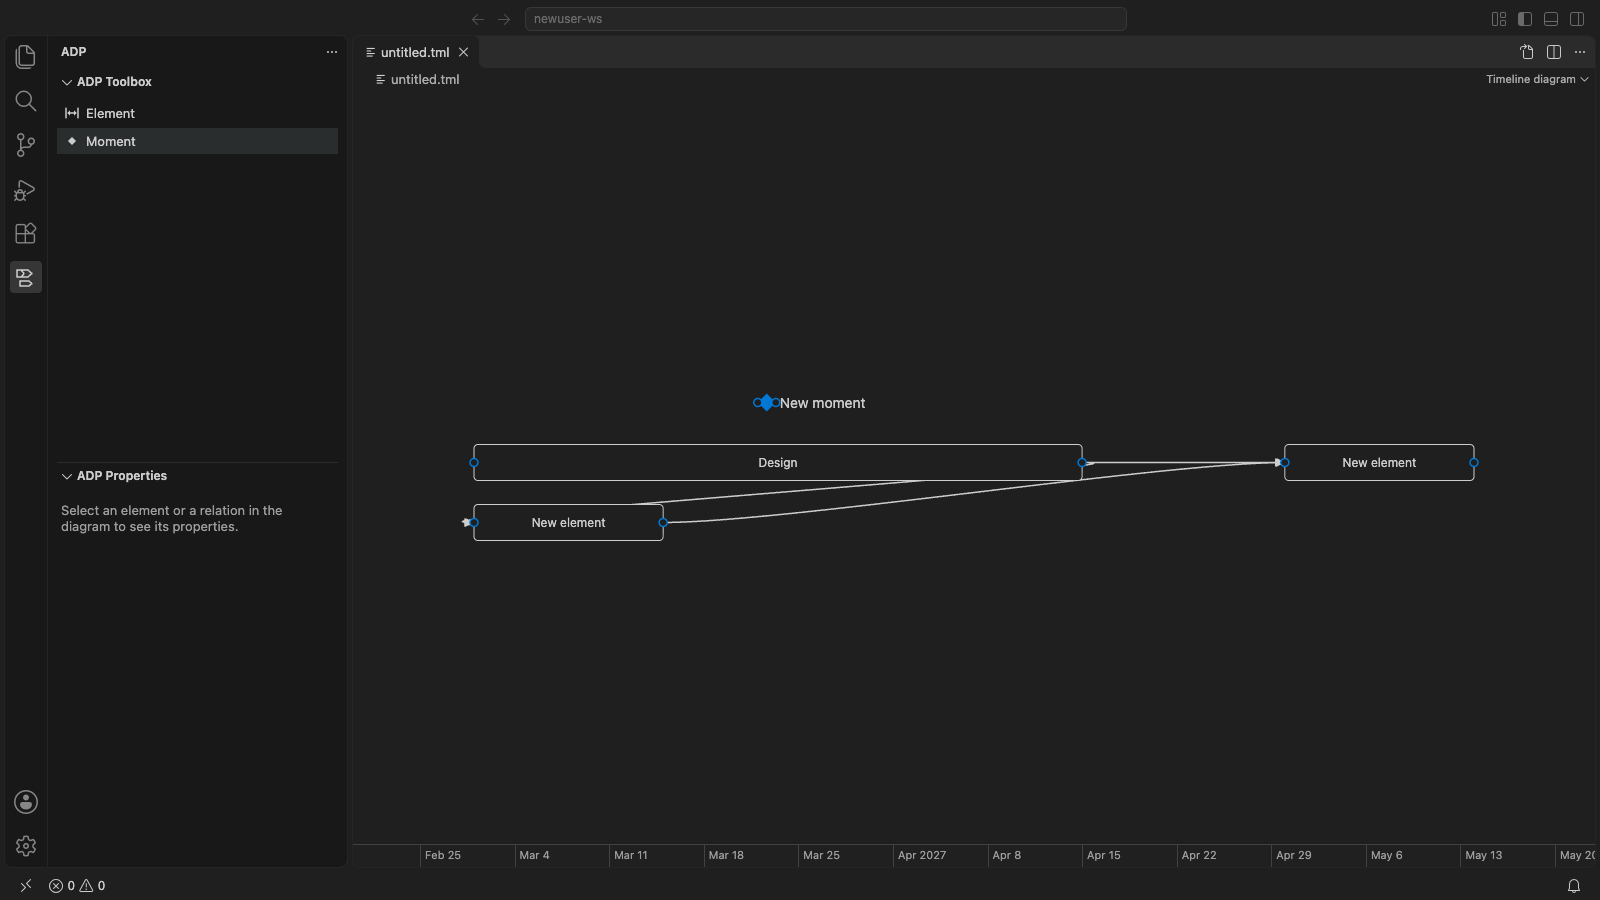 newuser-ws
ADP
untitled.tml
ADP Toolbox
untitled.tml
Timeline diagram
Element
Moment
New moment
Design
New element
New element
ADP Properties
Select an element or a relation in the
diagram to see its properties.
Feb 25
Mar 4
Mar 11
Mar 18
Mar 25
Apr 2027
Apr 8
Apr 15
Apr 22
Apr 29
May 6
May 13
May 20
0
0